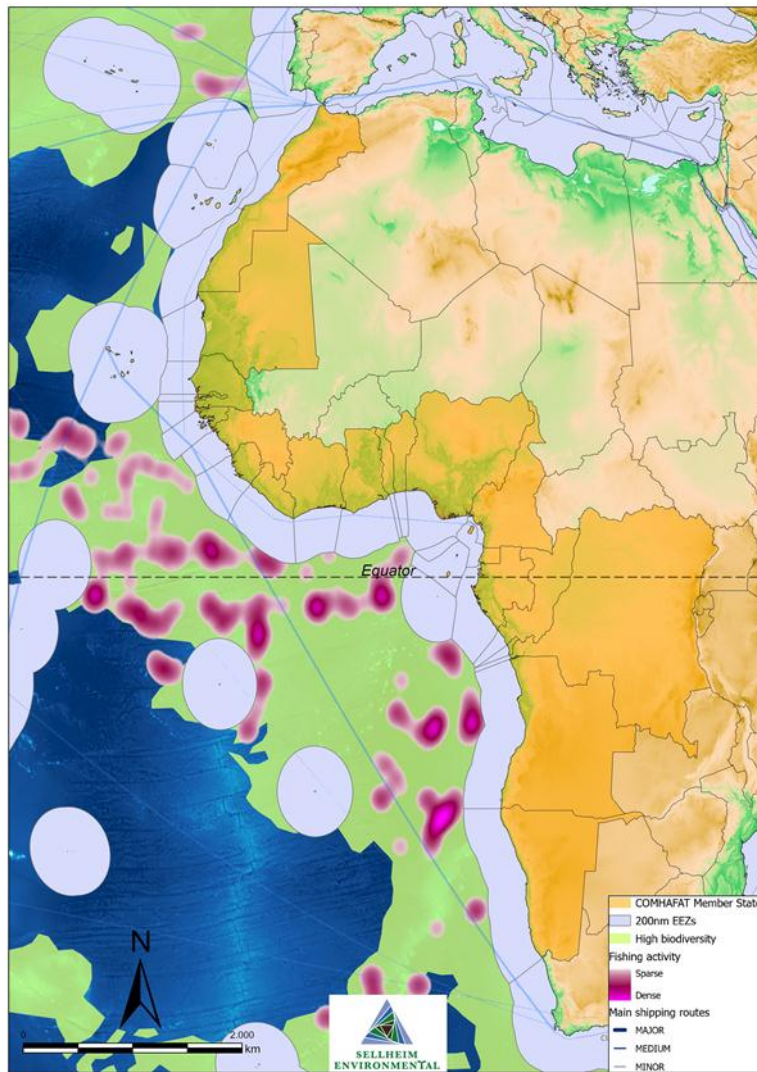 Equator
COMHAFAT Member State
200nm EEZs
High biodiversity
Fishing activity
Sparse
Dense
Main shipping routes
MAJOR
MEDIUM
MINOR
N
0
2.000
km
SELLHEIM
ENVIRONMENTAL